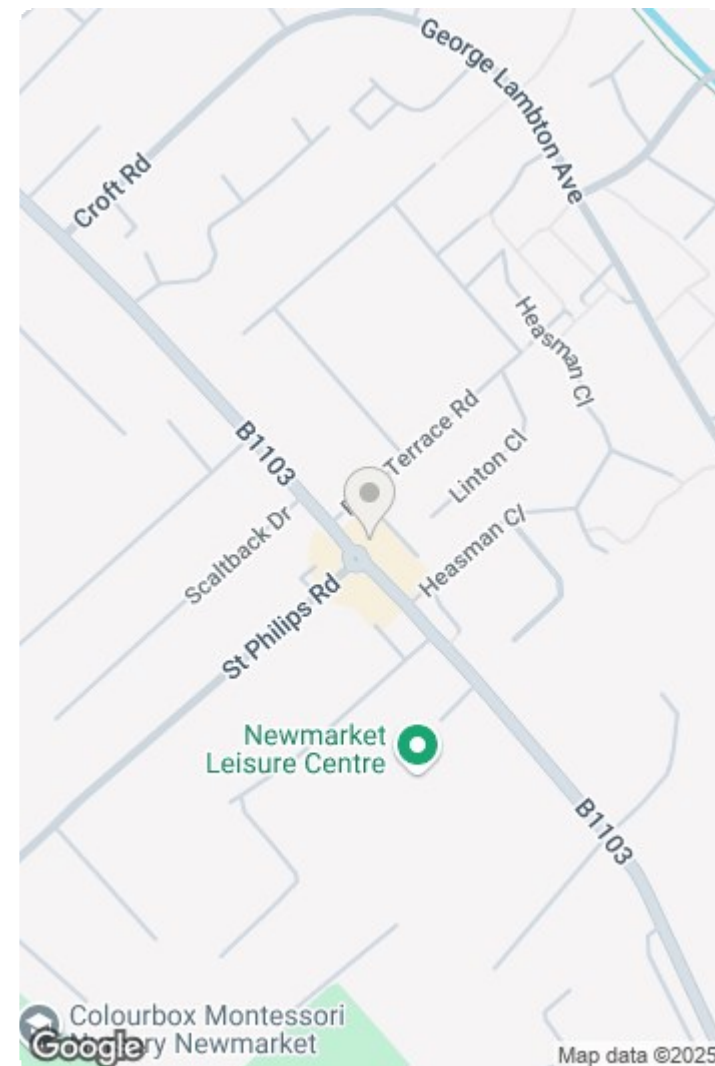 George Lambton Ave
Croft Rd
Heasman Cl
B1103
Terrace Rd
Linton Cl
Scaltback Dr
Heasman Cl
St Philips Rd
Newmarket
Leisure Centre
B1103
Colourbox Montessori
Newmarket
Google
Map data ©2025